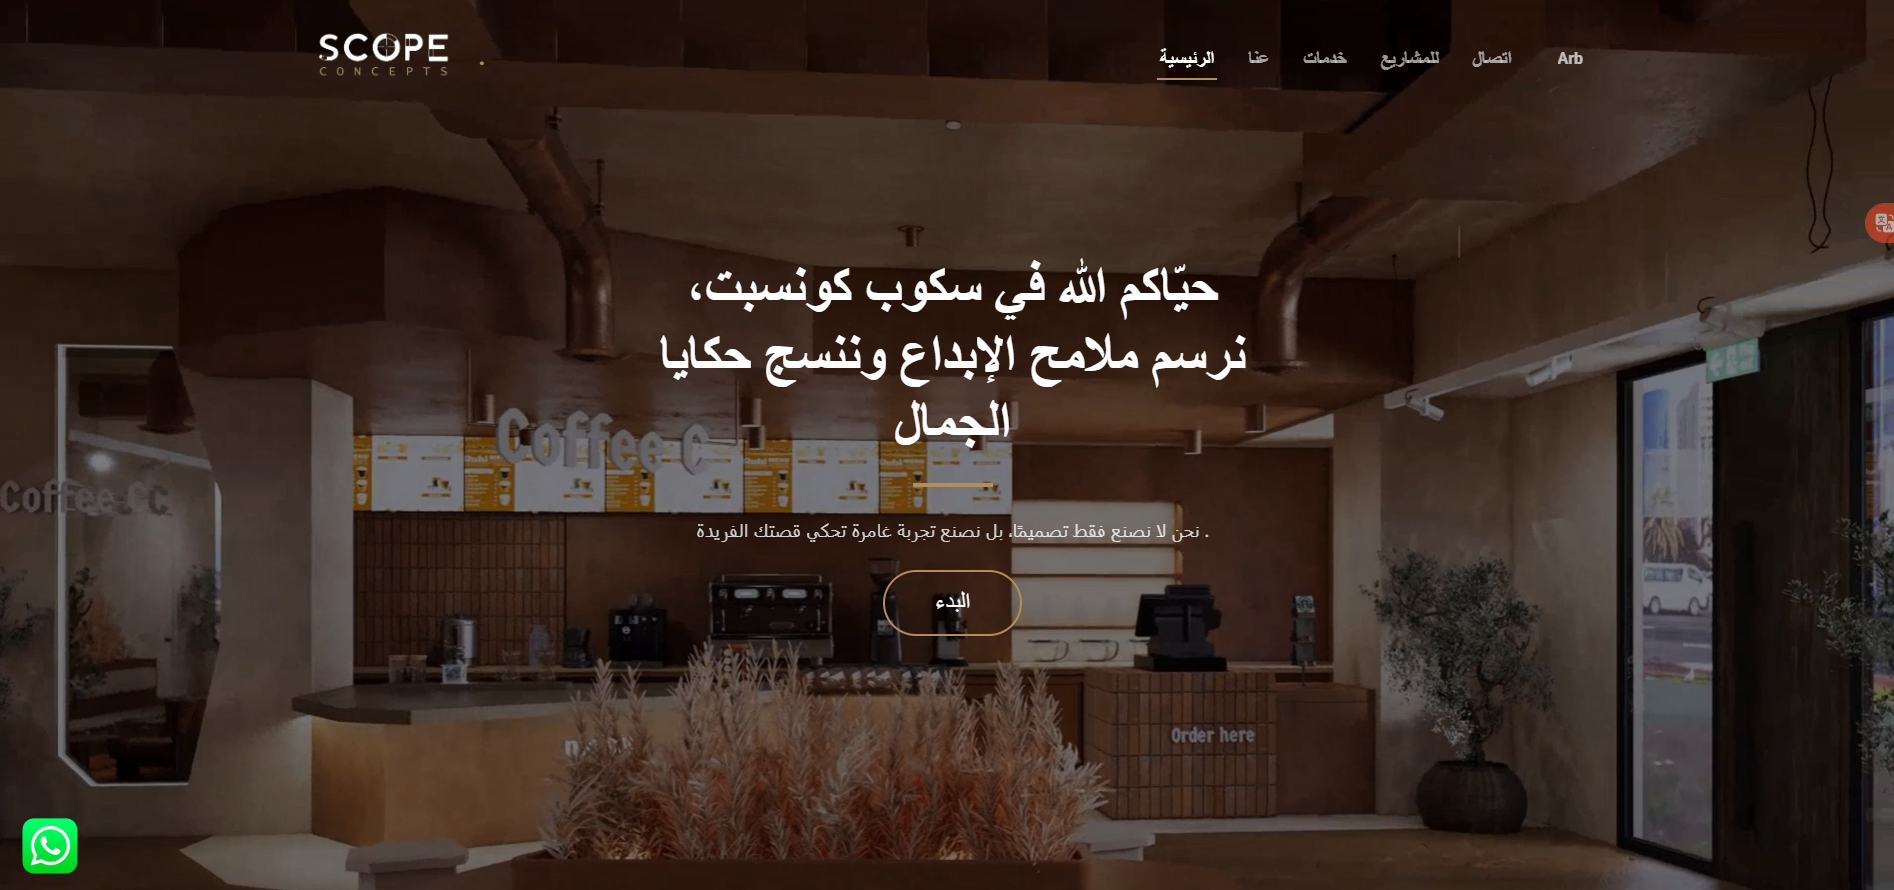 SCOPE
CONCEPTS
الرئيسية
عنا
خدمات
للمشاريع
اتصال
Arb
حيّاكم الله في سكوب كونسبت،
نرسم ملامح الإبداع وننسج حكايا
الجمال
Coffee C
Coffee Cc
نحن لا نصنع فقط تصميمًا، بل نصنع تجربة غامرة تحكي قصتك الفريدة .
البدء
Order here